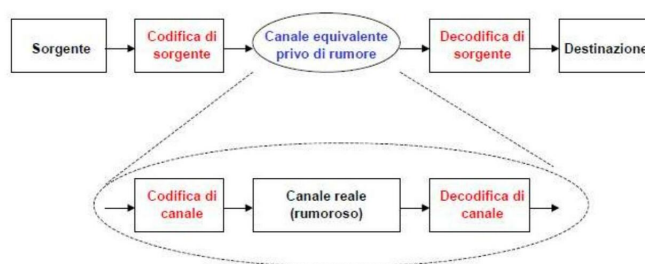 Sorgente
Codifica di
sorgente
Canale equivalente
privo di rumore
Decodifica di
sorgente
Destinazione
Codifica di
canale
Canale reale
(rumoroso)
Decodifica di
canale